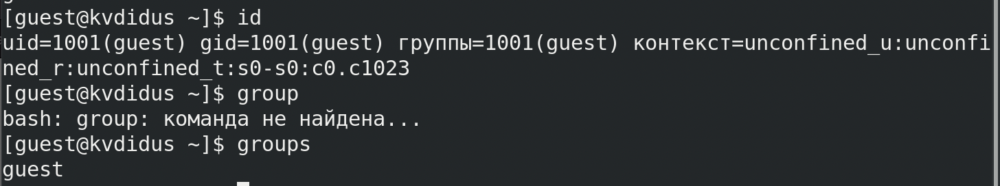 [guest@kvdidus ~]$ id
uid=1001(guest) gid=1001(guest) группы=1001(guest) контекст=unconfined_u:unconfi
ned_r:unconfined_t:s0-s0:c0.c1023
[guest@kvdidus ~]$ group
bash: group: команда не найдена...
[guest@kvdidus ~]$ groups
guest